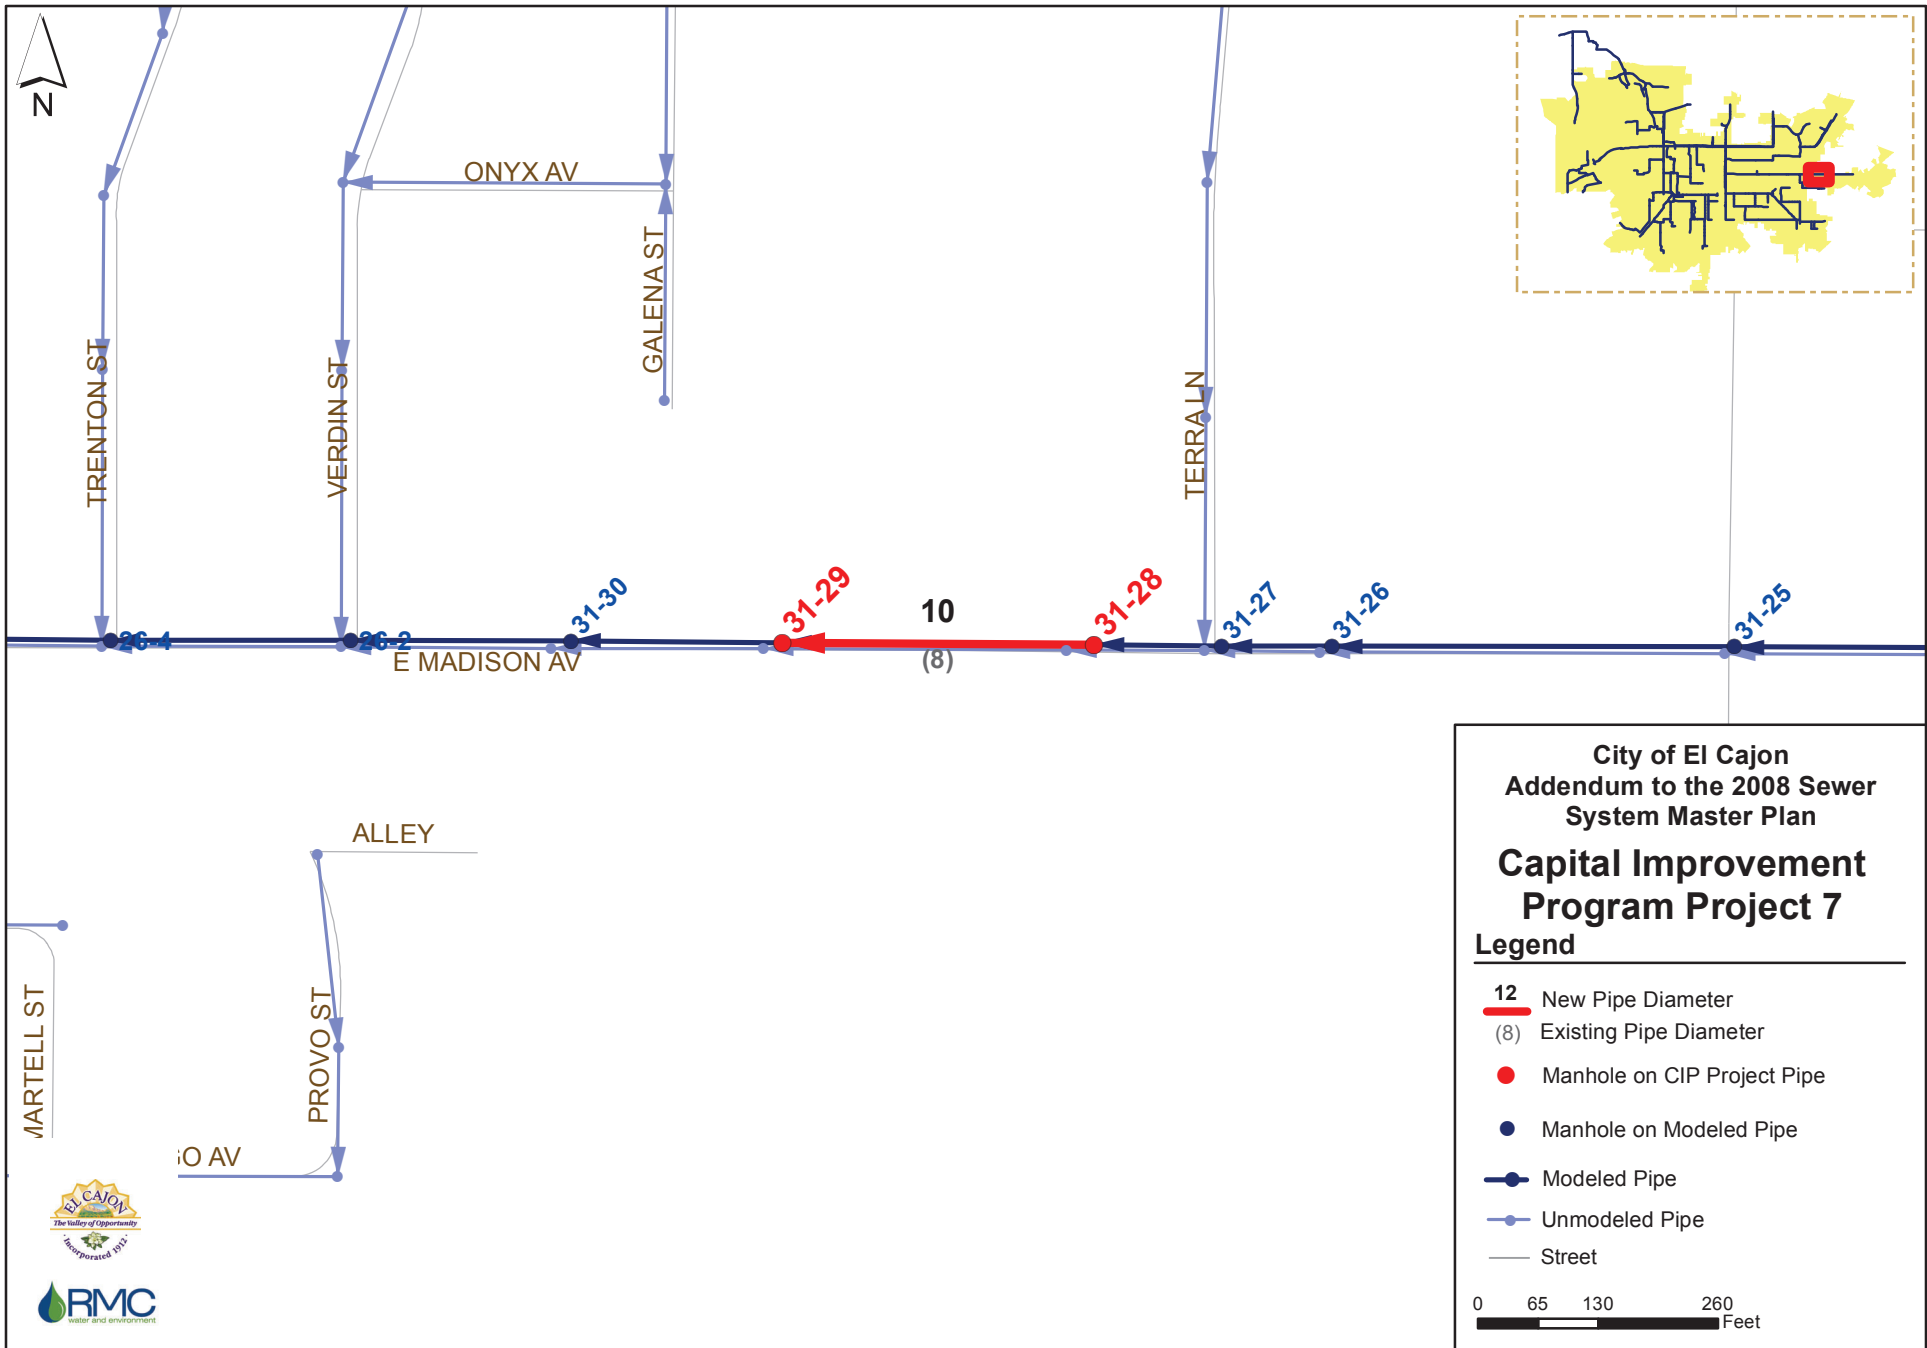 N
ONYX AV
GALENA ST
TRENTON ST
VERDIN ST
TERRA LN
31-29
31-28
31-30
31-27
31-26
31-25
10
26-4
26-2
E MADISON AV
(8)
ALLEY
PROVO ST
MARTELL ST
GO AV
EL CAJON
The Valley of Opportunity
Incorporated 1912
RMC
water and environment
City of El Cajon
Addendum to the 2008 Sewer
System Master Plan
Capital Improvement
Program Project 7
Legend
12 New Pipe Diameter
(8) Existing Pipe Diameter
Manhole on CIP Project Pipe
Manhole on Modeled Pipe
Modeled Pipe
Unmodeled Pipe
Street
0 65 130 260
Feet